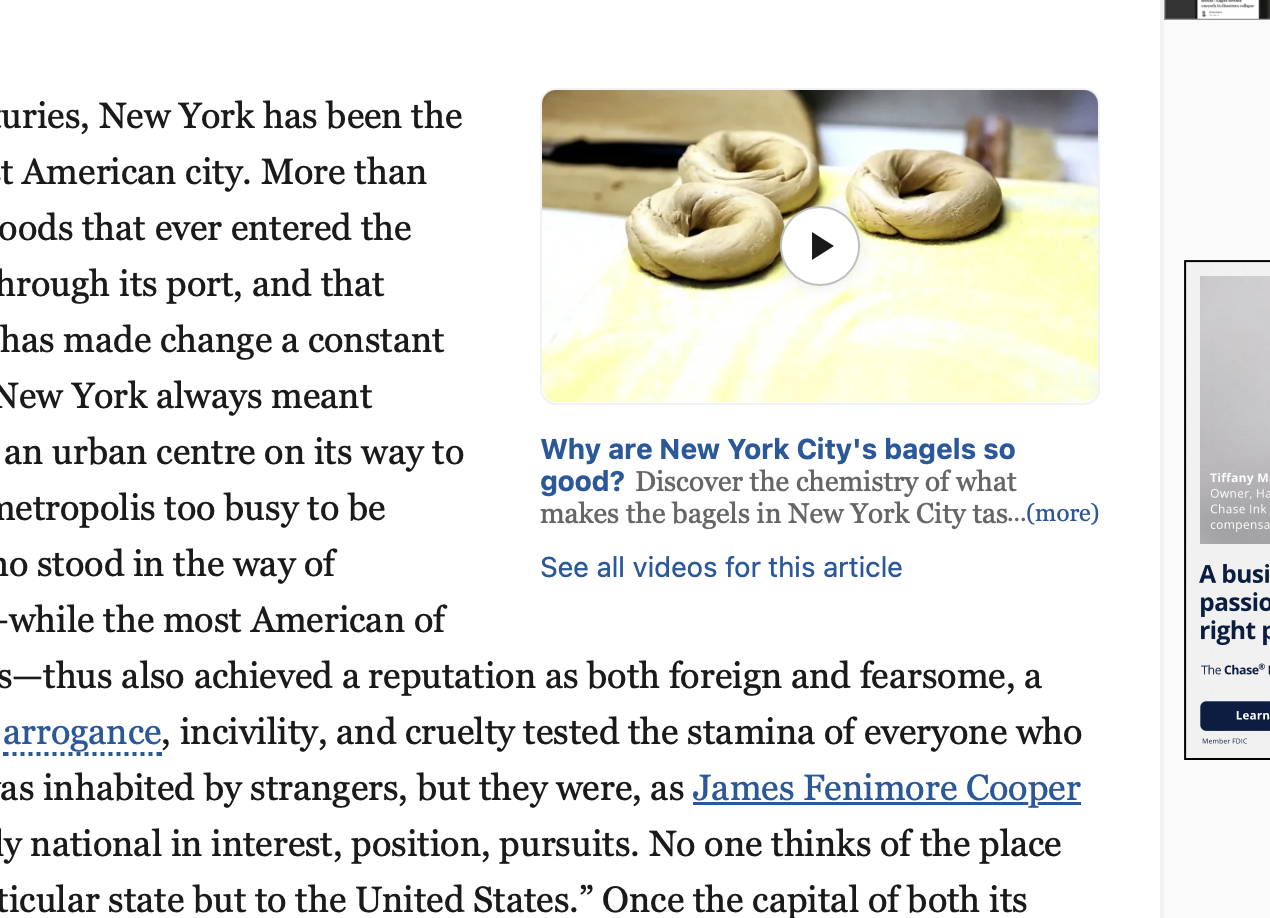 turies, New York has been the
t American city. More than
oods that ever entered the
hrough its port, and that
has made change a constant
New York always meant
an urban centre on its way to
metropolis too busy to be
ho stood in the way of
—while the most American of
s—thus also achieved a reputation as both foreign and fearsome, a
arrogance, incivility, and cruelty tested the stamina of everyone who
as inhabited by strangers, but they were, as James Fenimore Cooper
ly national in interest, position, pursuits. No one thinks of the place
ticular state but to the United States.” Once the capital of both its
Why are New York City's bagels so
good? Discover the chemistry of what
makes the bagels in New York City tas...(more)
See all videos for this article
Tiffany M
Owner, Ha
Chase Ink
compensa
A busi
passio
right p
The Chase®
Learn
Member FDIC